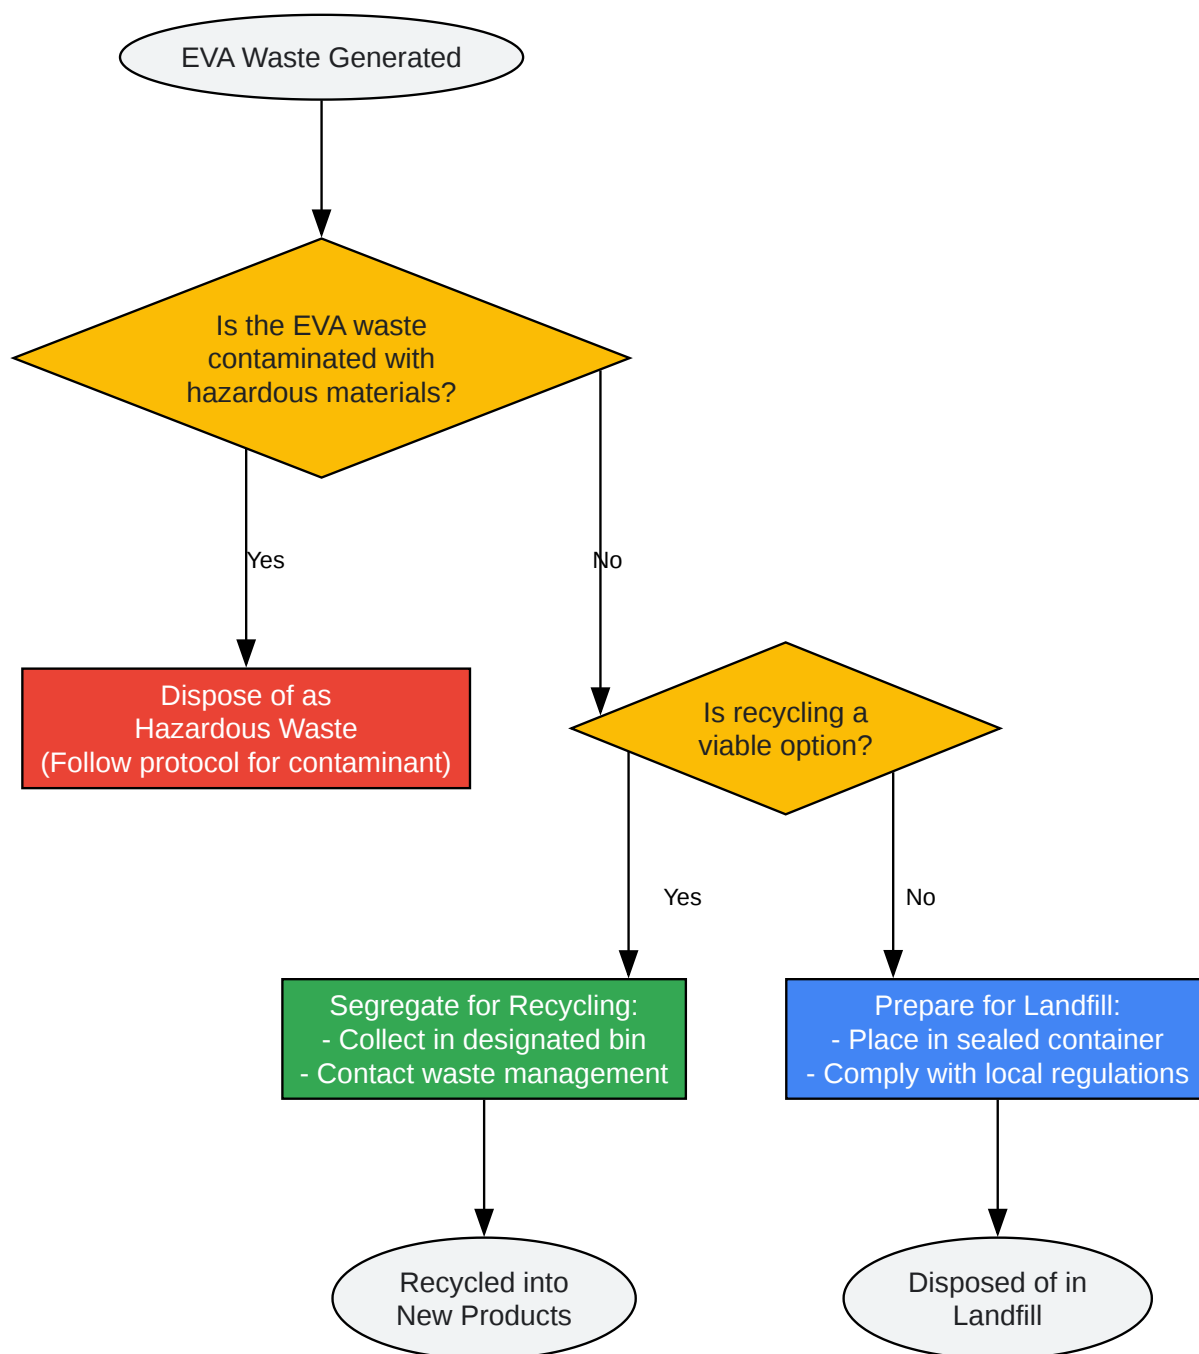 EVA Waste Generated
Is the EVA waste
contaminated with
hazardous materials?
Yes
No
Dispose of as
Hazardous Waste
(Follow protocol for contaminant)
Is recycling a
viable option?
Yes
No
Segregate for Recycling:
- Collect in designated bin
- Contact waste management
Prepare for Landfill:
- Place in sealed container
- Comply with local regulations
Recycled into
New Products
Disposed of in
Landfill